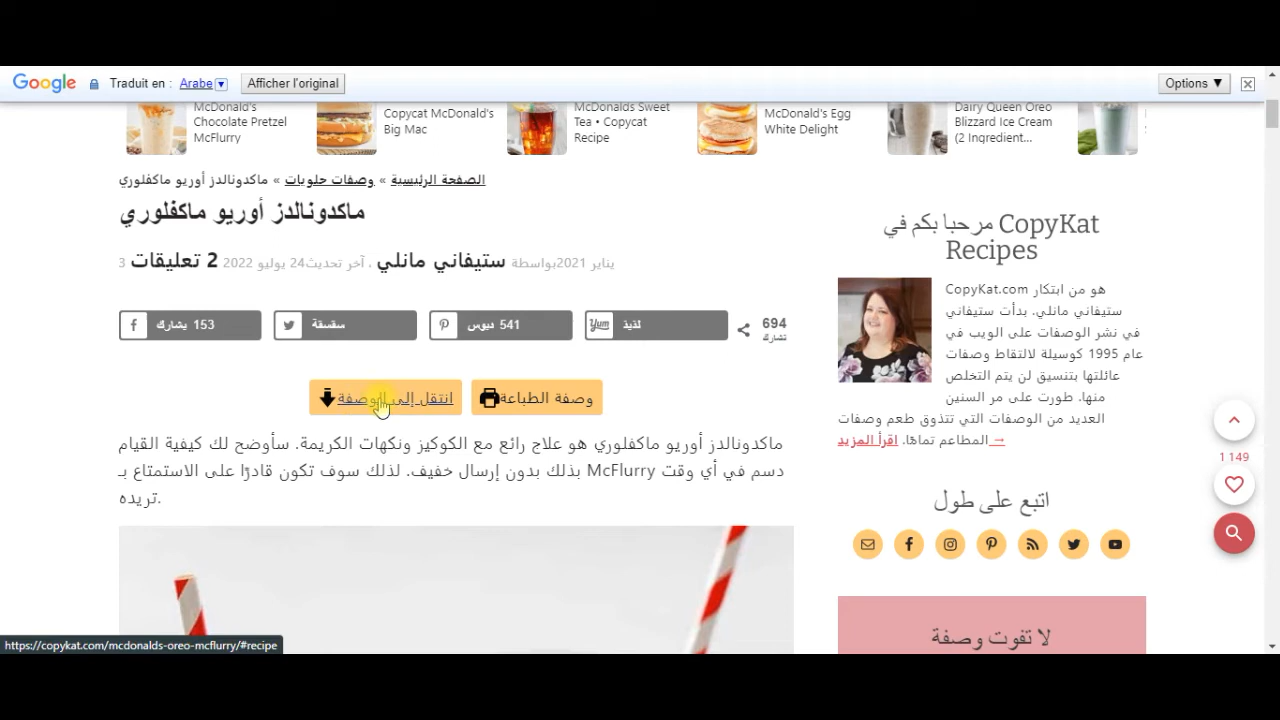 Google Traduit en : Arabe Afficher l'original Options ▼
McDonald's
Chocolate Pretzel
McFlurry
Copycat McDonald's
Big Mac
McDonalds Sweet
Tea • Copycat
Recipe
McDonald's Egg
White Delight
Dairy Queen Oreo
Blizzard Ice Cream
(2 Ingredient...
الصفحة الرئيسية » وصفات حلويات » ماكدونالدز أوريو ماكفلوري
ماكدونالدز أوريو ماكفلوري
يناير 2021بواسطة ستيفاني مانلي . آخر تحديث24 يوليو 2022 2 تعليقات 3
153 يشارك
سقسقة
541 دبوس
Yum لذيذ
694
تشارك
انتقل إلى الوصفة
وصفة الطباعة
ماكدونالدز أوريو ماكفلوري هو علاج رائع مع الكوكيز ونكهات الكريمة. سأوضح لك كيفية القيام
دسم في أي وقت McFlurry بذلك بدون إرسال خفيف. لذلك سوف تكون قادرًا على الاستمتاع بـ
تريده.
مرحبا بكم في CopyKat
Recipes
هو من ابتكار CopyKat.com
ستيفاني مانلي. بدأت ستيفاني
في نشر الوصفات على الويب في
عام 1995 كوسيلة لالتقاط وصفات
عائلتها بتنسيق لن يتم التخلص
منها. طورت على مر السنين
العديد من الوصفات التي تتذوق طعم وصفات
المطاعم تمامًا. اقرأ المزيد →
1 149
اتبع على طول
لا تفوت وصفة
https://copykat.com/mcdonalds-oreo-mcflurry/#recipe